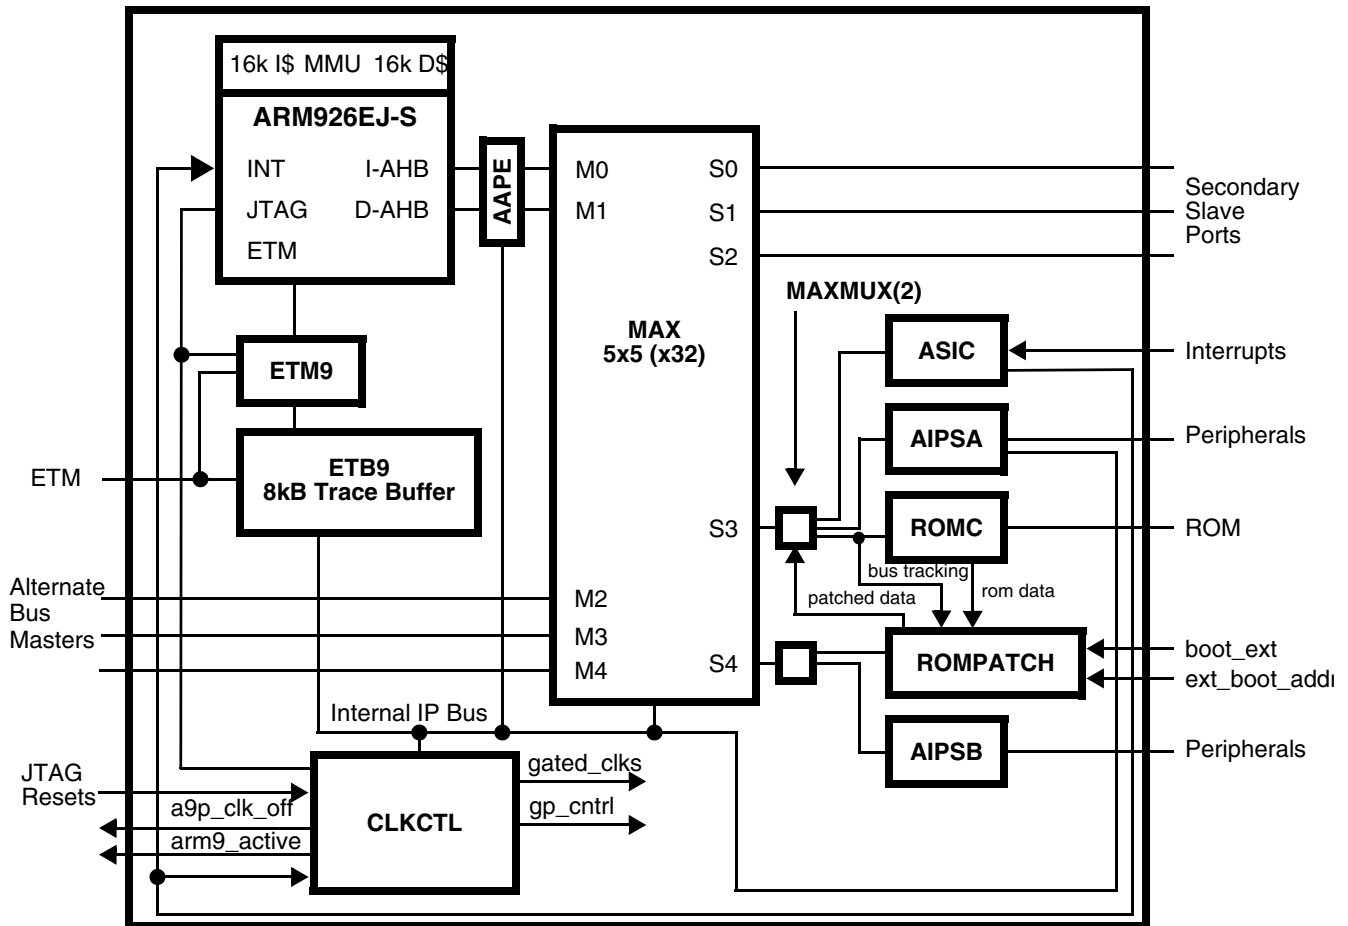 16k I$ MMU 16k D$
ARM926EJ-S
INT I-AHB
JTAG D-AHB
ETM
AAPE
M0 S0
M1 S1
S2
Secondary
Slave
Ports
MAXMUX(2)
MAX
5x5 (x32)
ASIC
Interrupts
ETM9
AIPSA
Peripherals
ETM
ETB9
8kB Trace Buffer
S3
ROMC
ROM
bus tracking
rom data
patched data
Alternate
Bus
Masters
M2
M3
M4
S4
ROMPATCH
boot_ext
ext_boot_addr
Internal IP Bus
AIPSB
Peripherals
JTAG
Resets
a9p_clk_off
arm9_active
CLKCTL
gated_clks
gp_cntrl